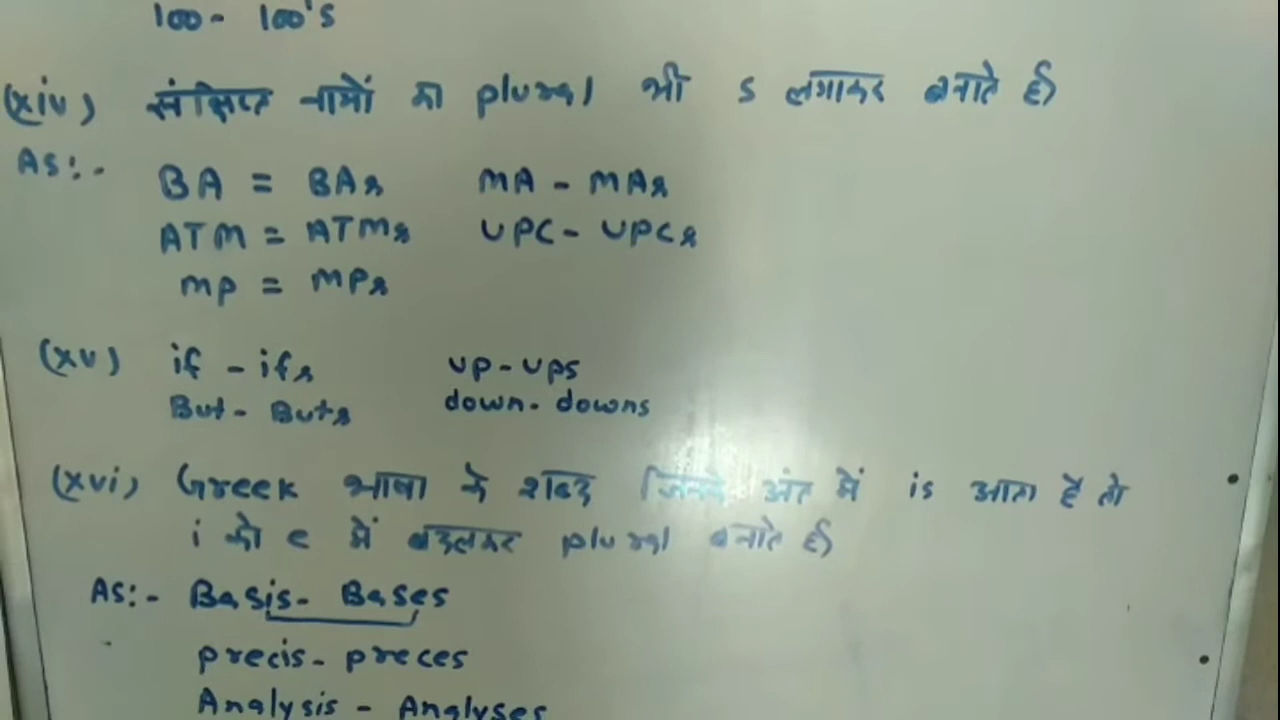 100 - 100's
(xiv) संक्षिप्त नामों का plural भी s लगाकर बनाते हैं
As:- BA = BAs MA - MAs
ATM = ATMs UPC - UPCs
MP = MPs
(xv) if - ifs up - ups
But - Buts down - downs
(xvi) Greek भाषा के शब्द जिनके अंत में is आता है तो
i को e में बदलकर plural बनाते हैं
As:- Basis - Bases
precis - preces
Analysis - Analyses